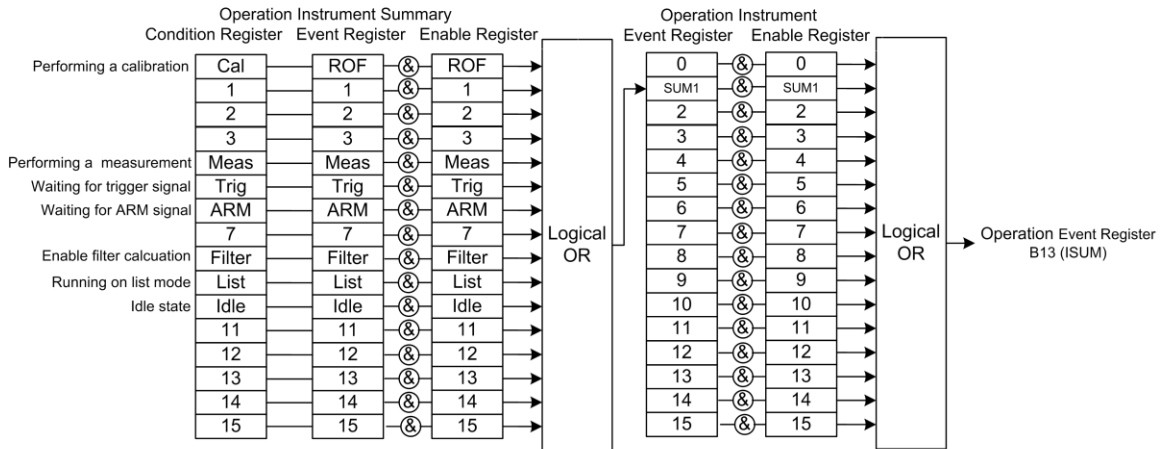 Operation Instrument Summary
Condition Register Event Register Enable Register
Operation Instrument
Event Register Enable Register
Performing a calibration Cal ROF & ROF 0 & 0
1 1 & 1 SUM1 & SUM1
2 2 & 2 2 & 2
3 3 & 3 3 & 3
Performing a measurement Meas Meas & Meas 4 & 4
Waiting for trigger signal Trig Trig & Trig 5 & 5
Waiting for ARM signal ARM ARM & ARM 6 & 6
7 7 & 7 7 & 7
Enable filter calcuation Filter Filter & Filter 8 & 8
Running on list mode List List & List 9 & 9
Idle state Idle Idle & Idle 10 & 10
11 11 & 11 11 & 11
12 12 & 12 12 & 12
13 13 & 13 13 & 13
14 14 & 14 14 & 14
15 15 & 15 15 & 15
Logical
OR
Logical
OR
Operation Event Register
B13 (ISUM)